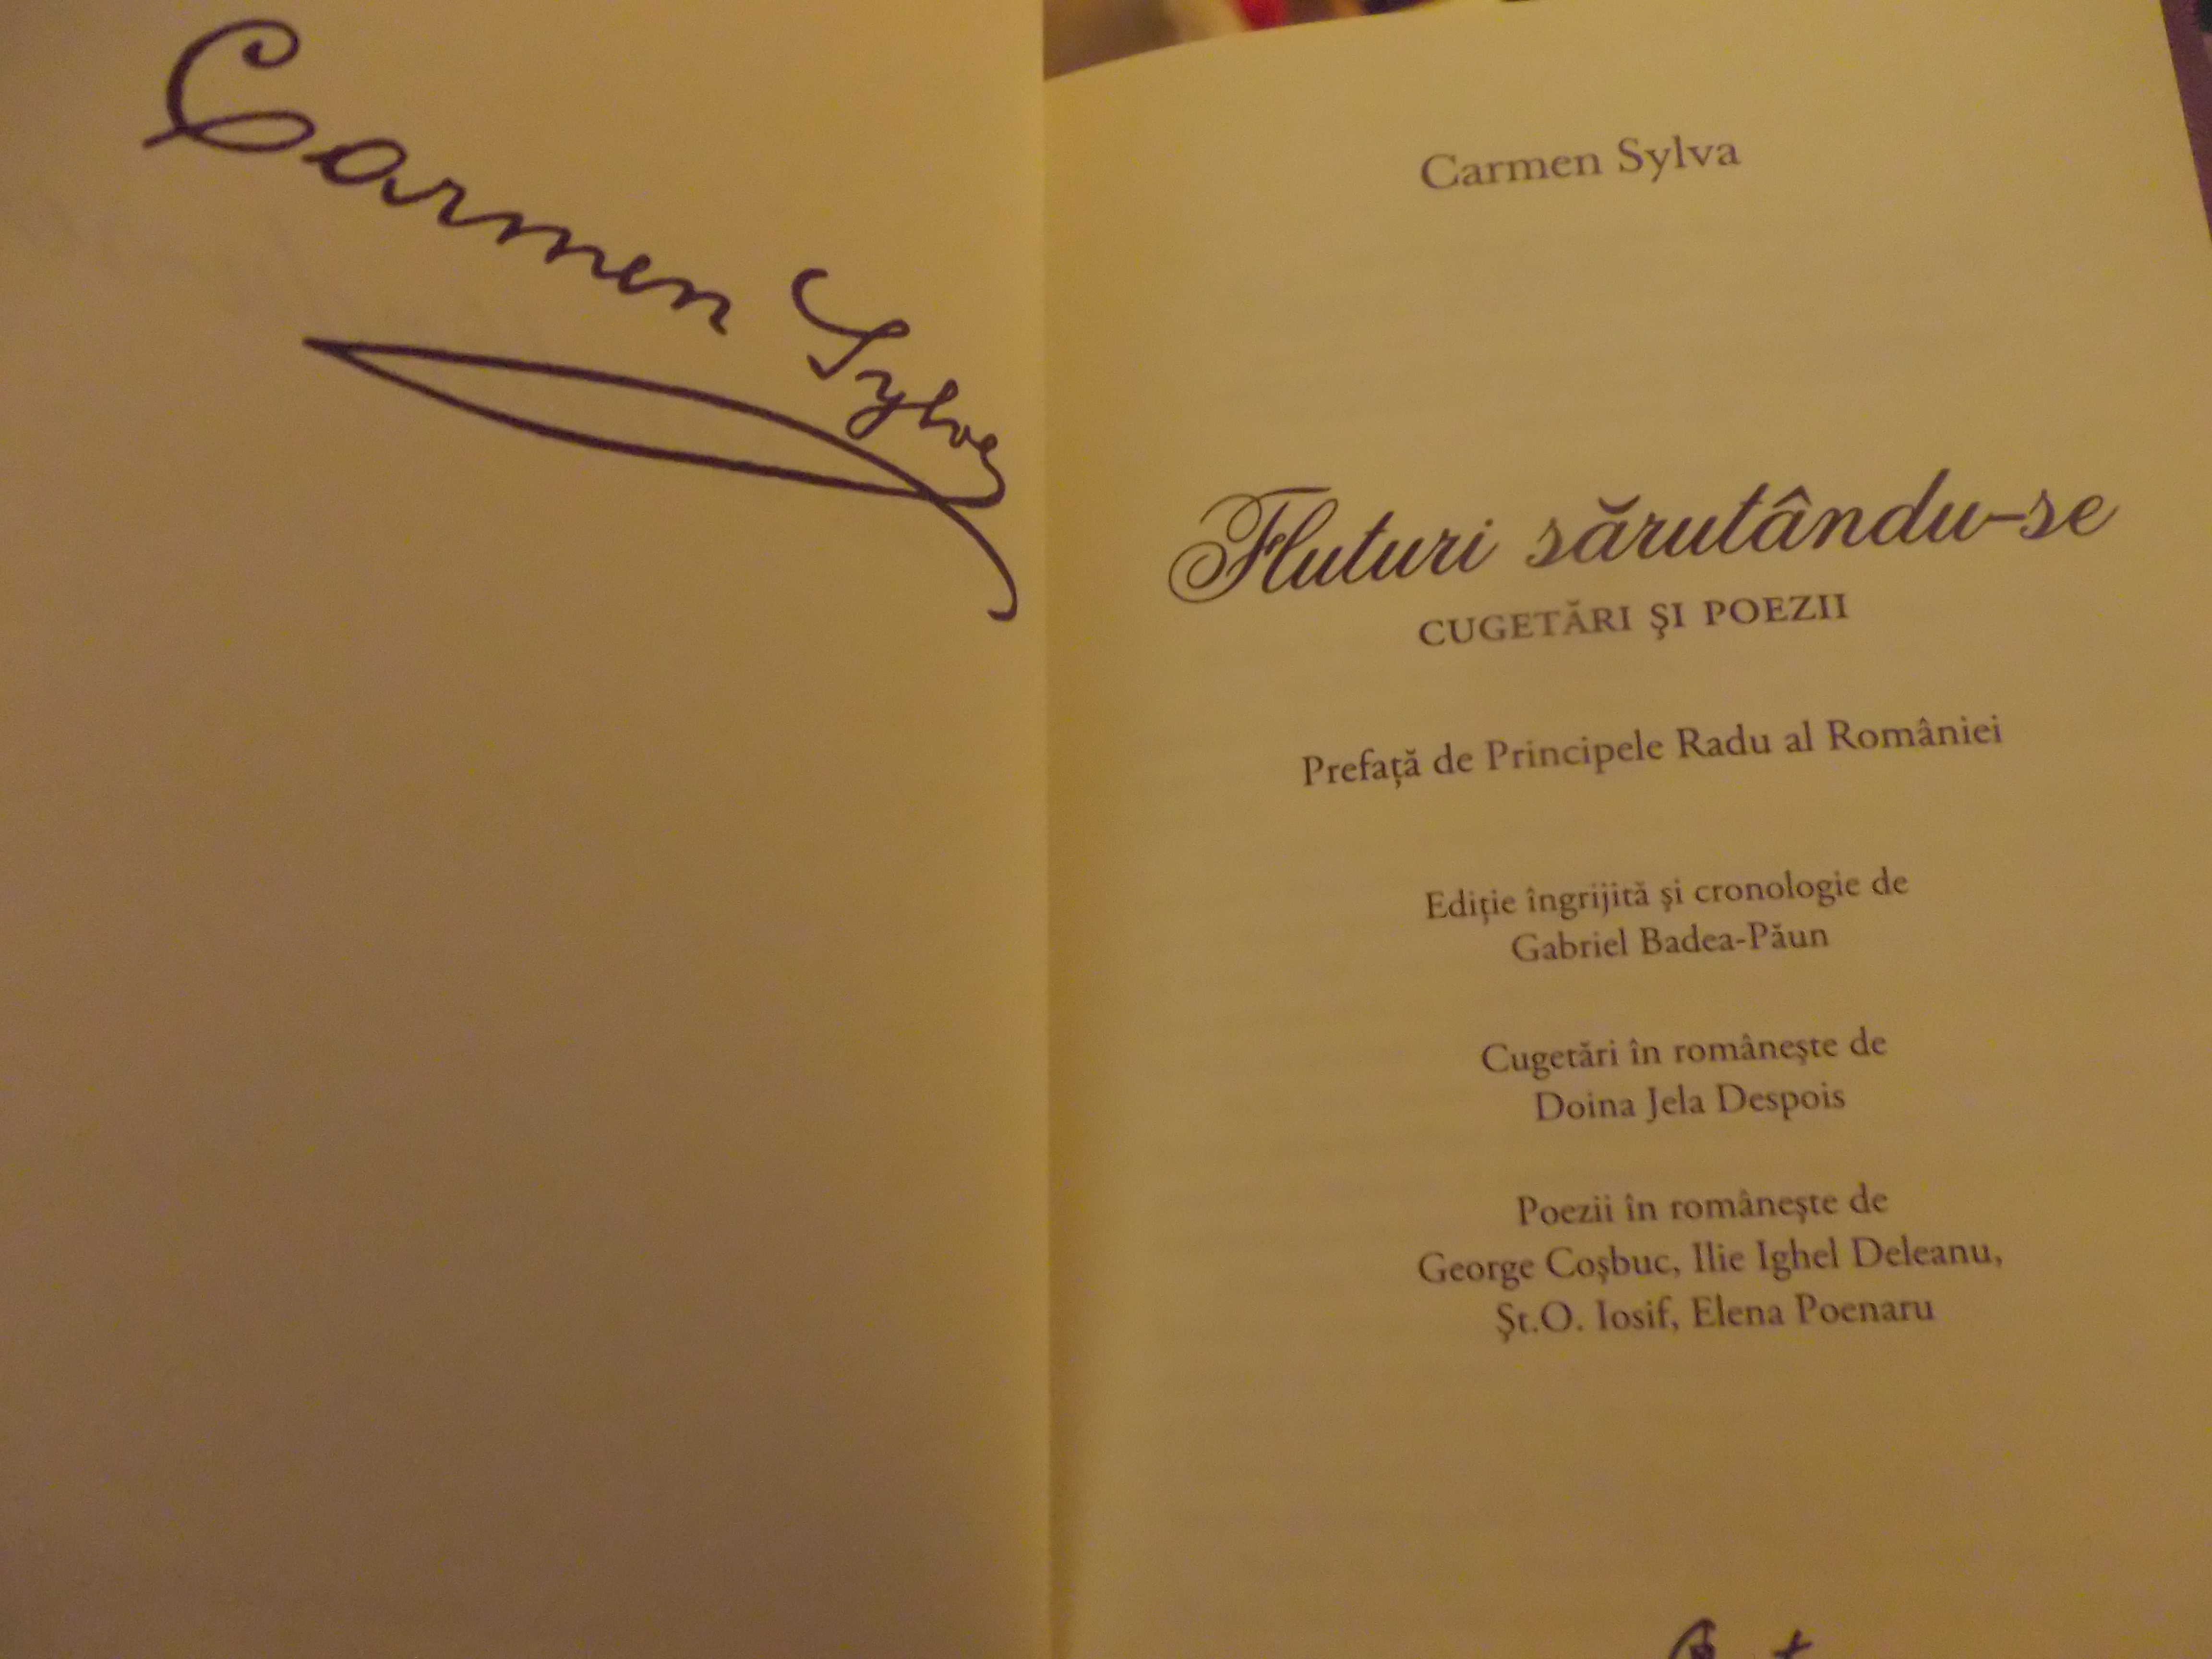 Carmen Sylva
Carmen Sylva
Fluturi sărutându-se
CUGETĂRI ŞI POEZII
Prefaţă de Principele Radu al României
Ediţie îngrijită şi cronologie de
Gabriel Badea-Păun
Cugetări în româneşte de
Doina Jela Despois
Poezii în româneşte de
George Coşbuc, Ilie Ighel Deleanu,
Şt.O. Iosif, Elena Poenaru